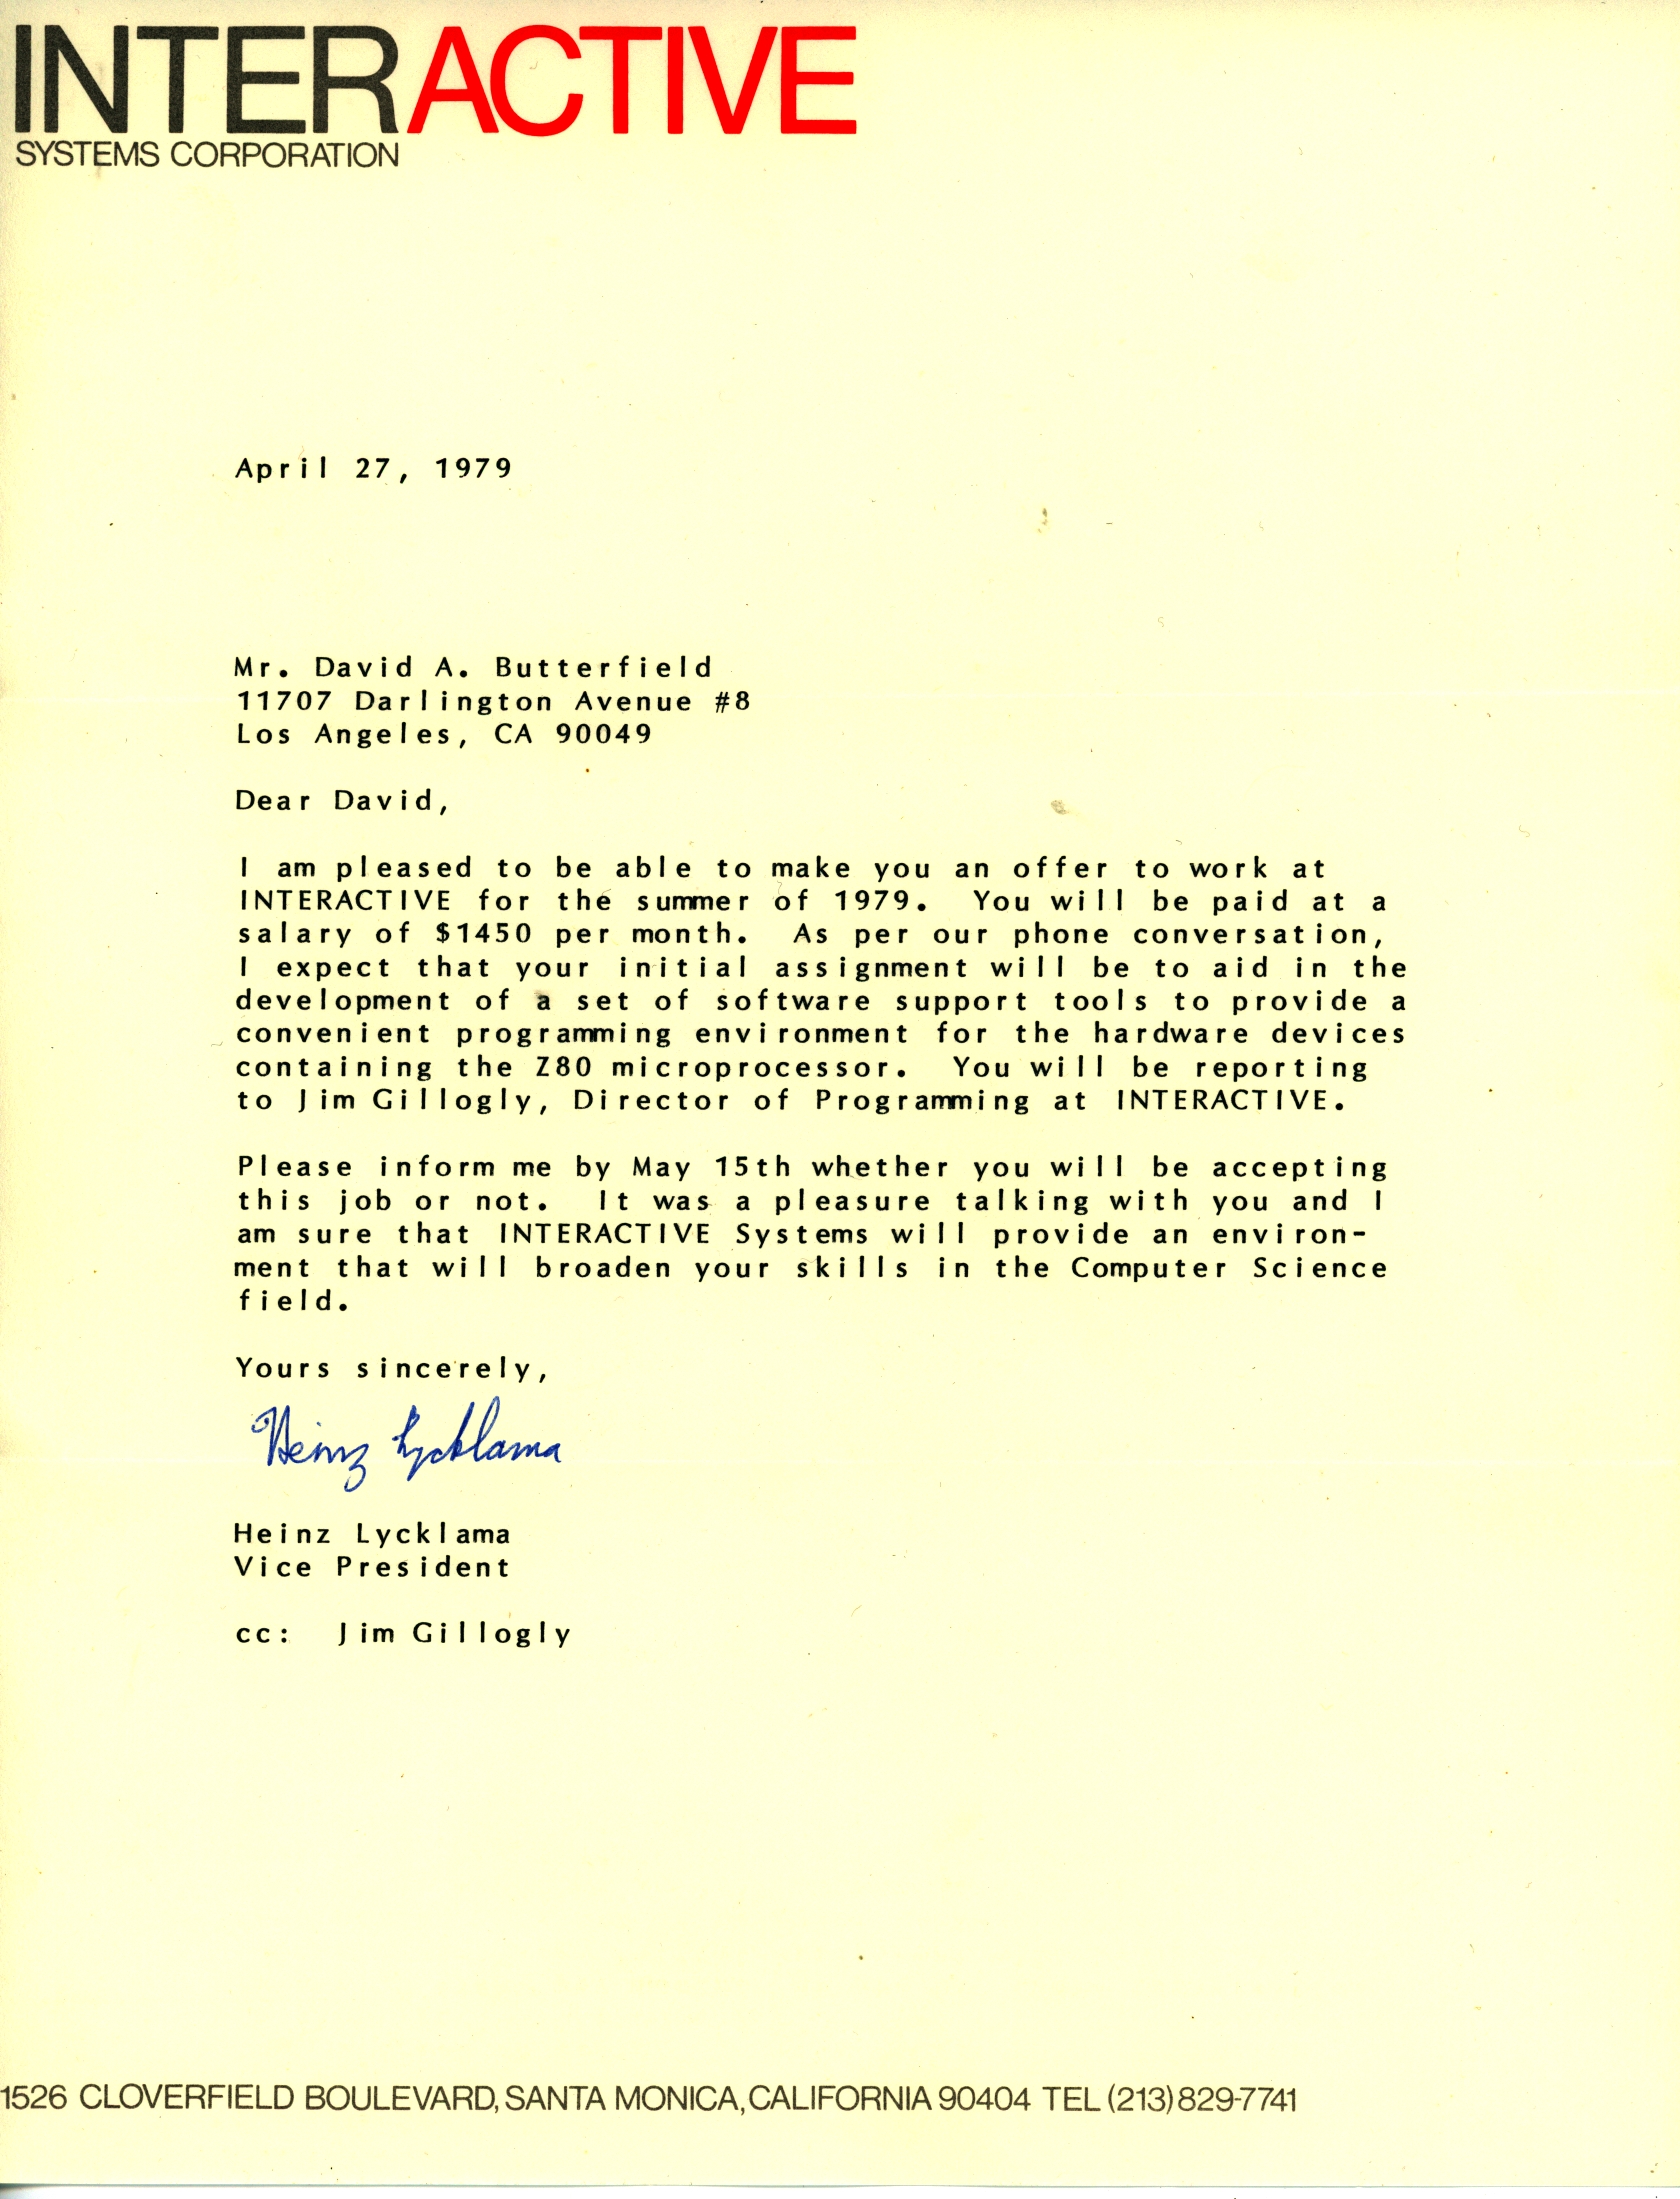 INTERACTIVE
SYSTEMS CORPORATION
April 27, 1979
Mr. David A. Butterfield
11707 Darlington Avenue #8
Los Angeles, CA 90049
Dear David,
I am pleased to be able to make you an offer to work at
INTERACTIVE for the summer of 1979. You will be paid at a
salary of $1450 per month. As per our phone conversation,
I expect that your initial assignment will be to aid in the
development of a set of software support tools to provide a
convenient programming environment for the hardware devices
containing the Z80 microprocessor. You will be reporting
to Jim Gillogly, Director of Programming at INTERACTIVE.
Please inform me by May 15th whether you will be accepting
this job or not. It was a pleasure talking with you and I
am sure that INTERACTIVE Systems will provide an environ-
ment that will broaden your skills in the Computer Science
field.
Yours sincerely,
Heinz Lycklama
Heinz Lycklama
Vice President
cc: Jim Gillogly
1526 CLOVERFIELD BOULEVARD, SANTA MONICA, CALIFORNIA 90404 TEL (213) 829-7741